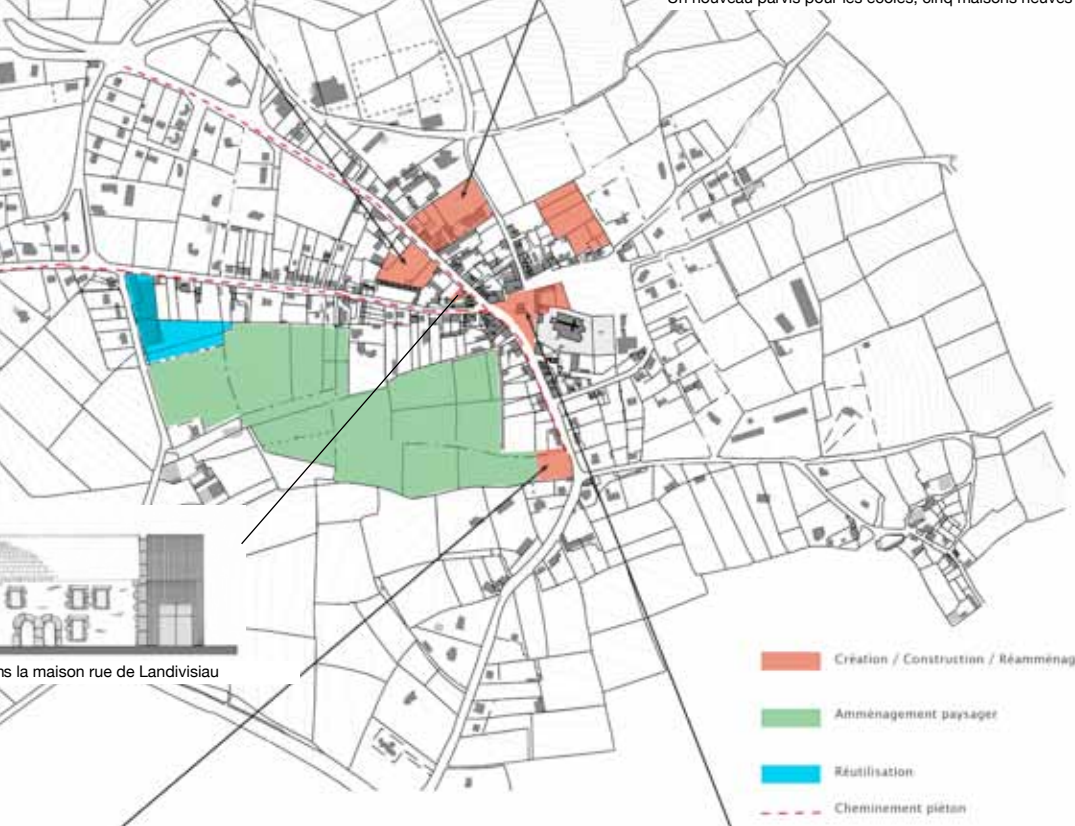 Un nouveau parvis pour les écoles, cinq maisons neuves
ns la maison rue de Landivisiau
Création / Construction / Réamménag
Amménagement paysager
Réutilisation
Cheminement piéton